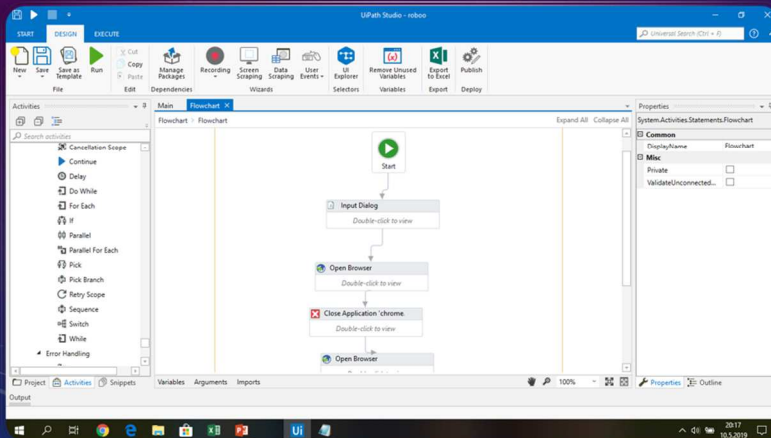 UiPath Studio - roboo
START DESIGN EXECUTE
Universal Search (Ctrl + F)
New Save Save as Template Run
Cut
Copy
Paste
Manage Packages
Recording Screen Scraping Data Scraping User Events
UI Explorer
Remove Unused Variables
Export to Excel
Publish
File Edit Dependencies Wizards Selectors Variables Export Deploy
Activities
Main Flowchart
Properties
Flowchart > Flowchart
Expand All Collapse All
System.Activities.Statements.Flowchart
Search activities
Common
DisplayName Flowchart
Misc
Private
ValidateUnconnected...
Cancellation Scope
Continue
Delay
Do While
For Each
If
Parallel
Parallel For Each
Pick
Pick Branch
Retry Scope
Sequence
Switch
While
Error Handling
Start
Input Dialog
Double-click to view
Open Browser
Double-click to view
Close Application 'chrome.
Double-click to view
Open Browser
Project Activities Snippets
Variables Arguments Imports
100%
Properties Outline
Output
Ui
20:17
10.5.2019